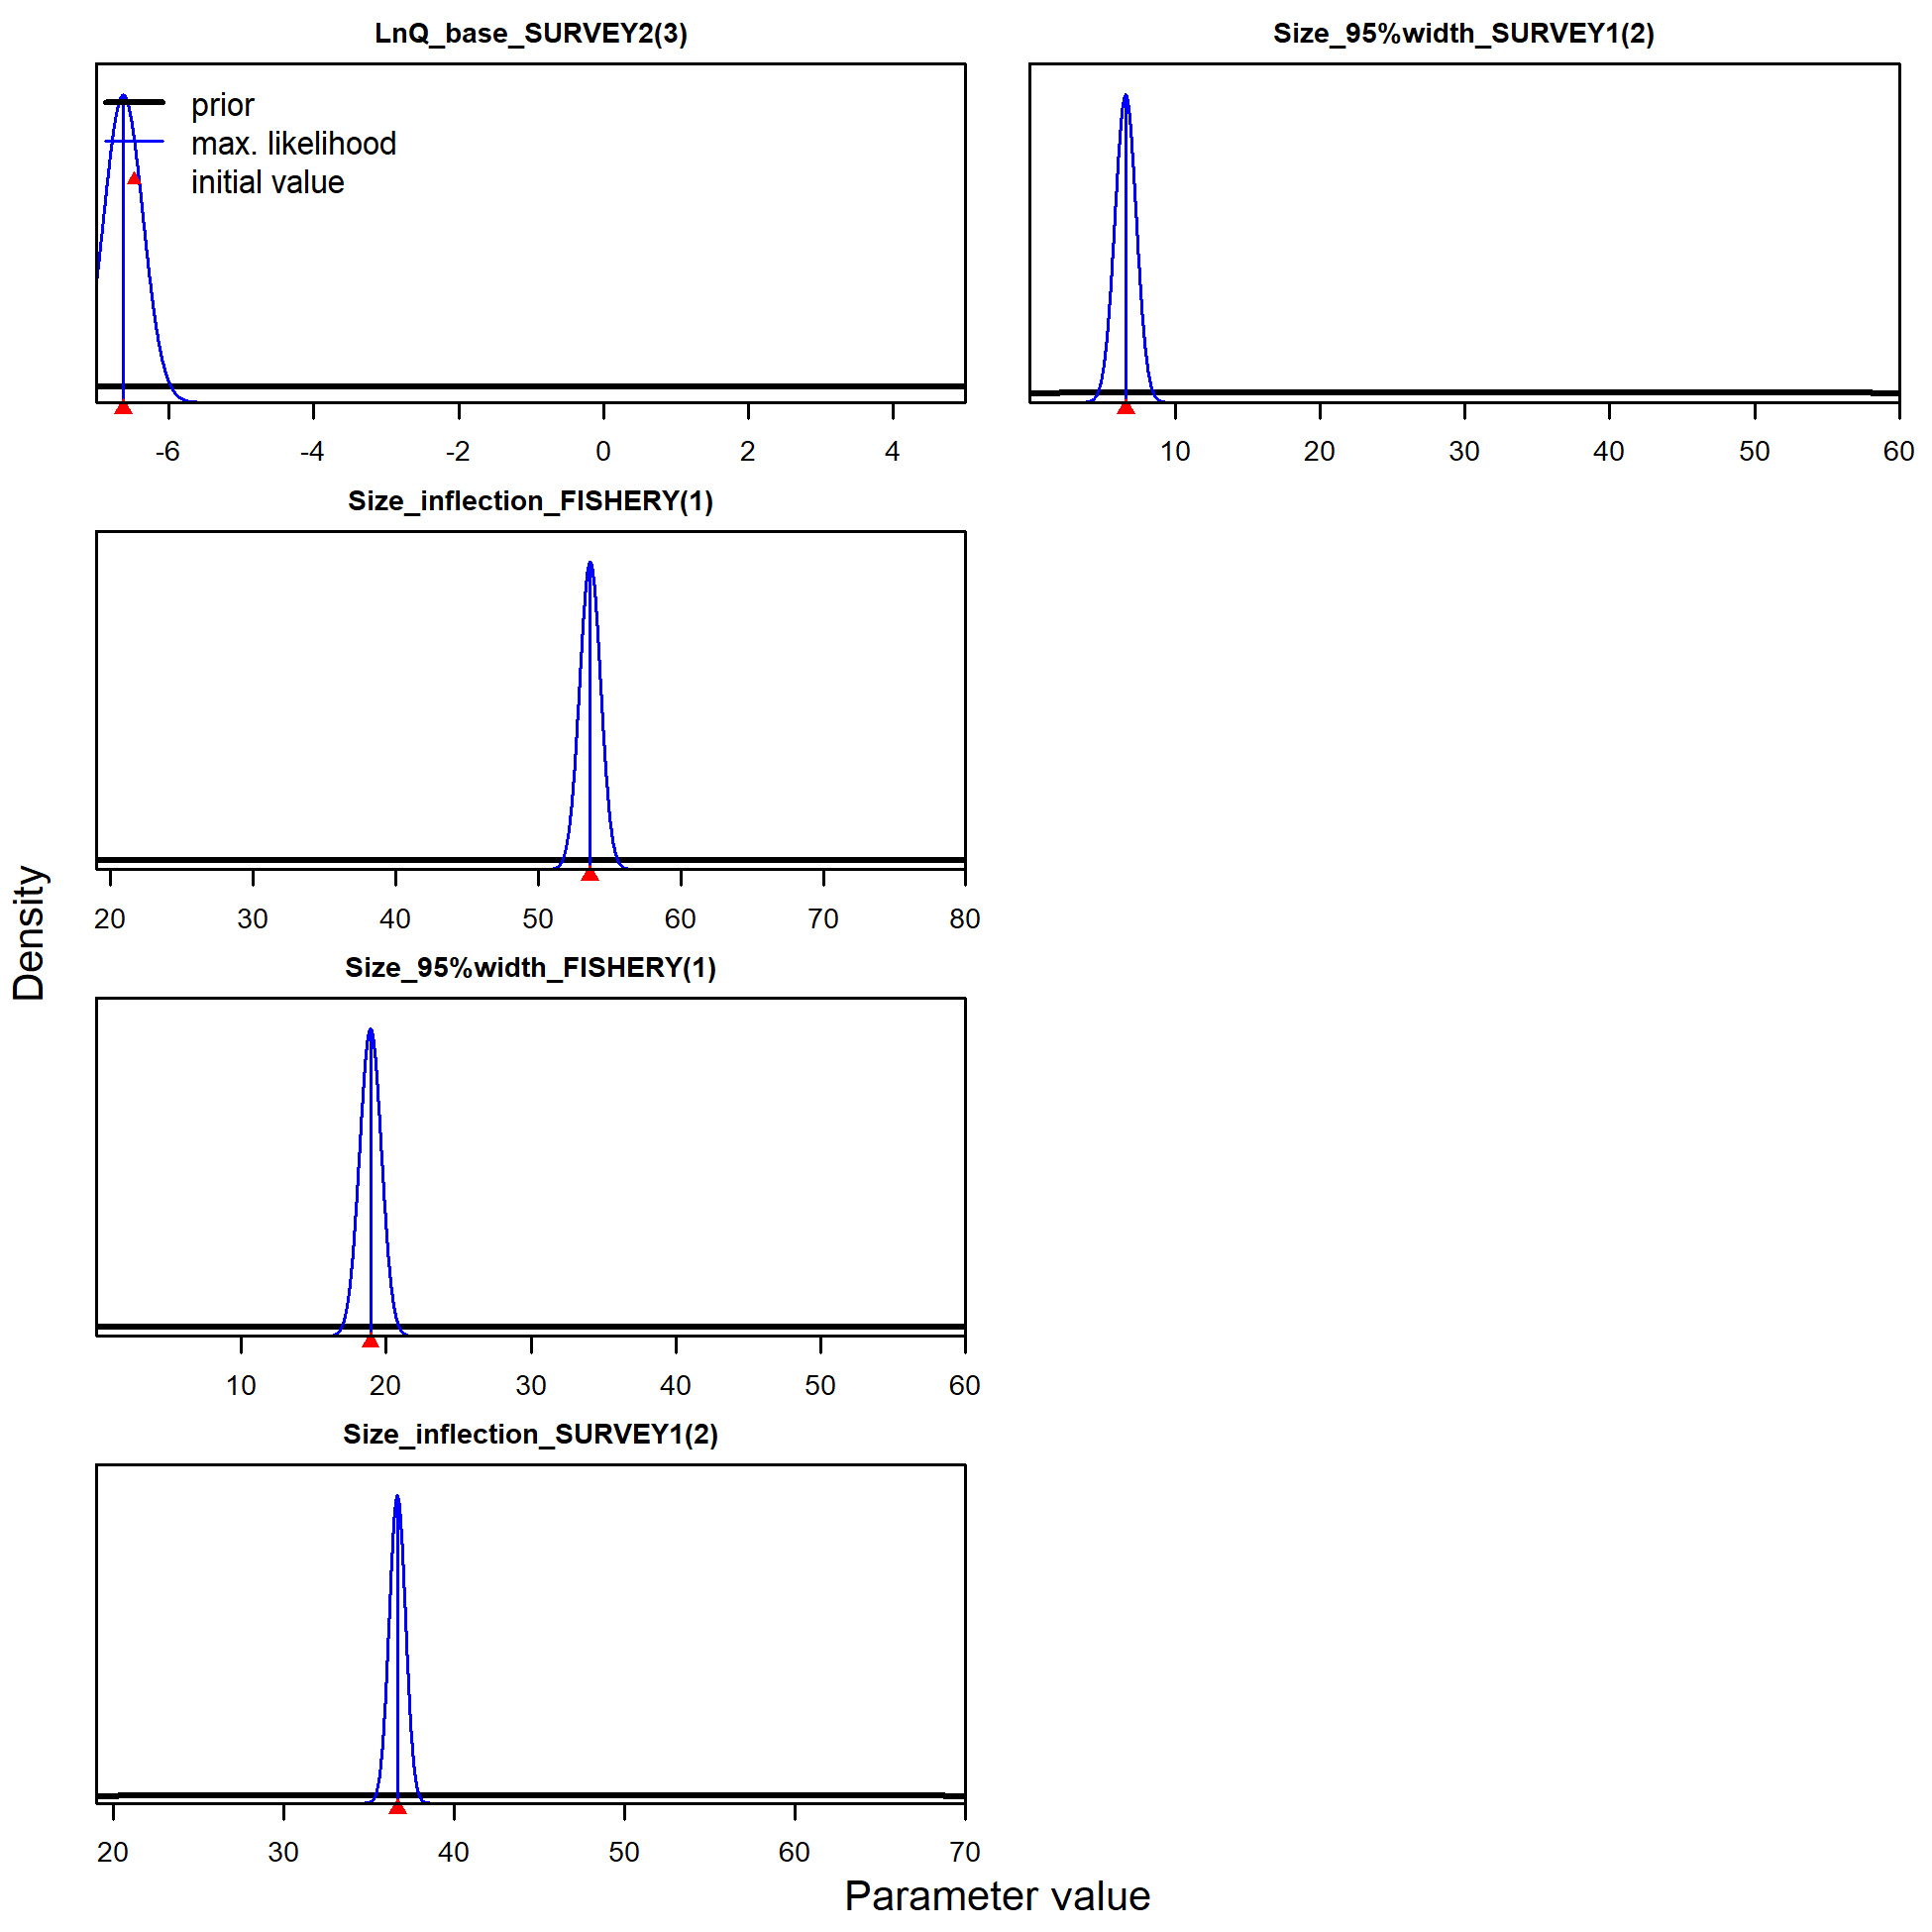 LnQ_base_SURVEY2(3)
prior
max. likelihood
initial value
-6 -4 -2 0 2 4
Size_95%width_SURVEY1(2)
10 20 30 40 50 60
Size_inflection_FISHERY(1)
20 30 40 50 60 70 80
Size_95%width_FISHERY(1)
10 20 30 40 50 60
Size_inflection_SURVEY1(2)
20 30 40 50 60 70
Density
Parameter value